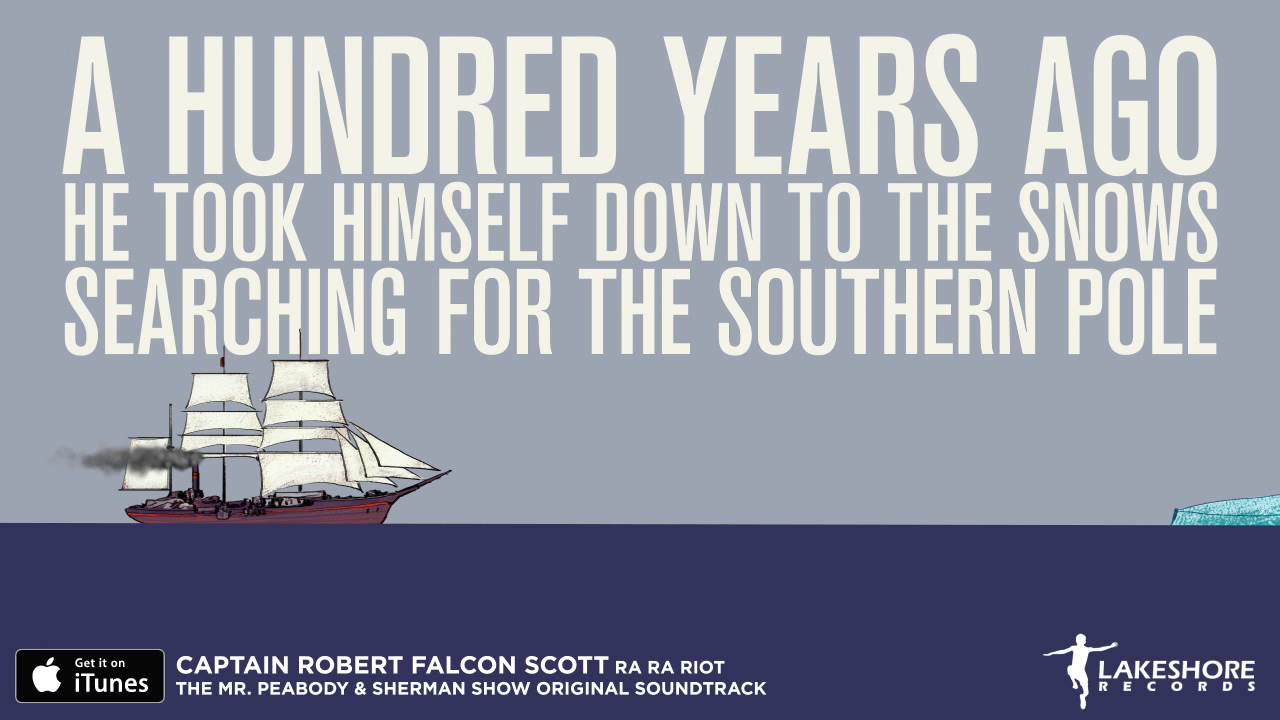 A HUNDRED YEARS AGO
HE TOOK HIMSELF DOWN TO THE SNOWS
SEARCHING FOR THE SOUTHERN POLE
Get it on
iTunes
CAPTAIN ROBERT FALCON SCOTT RA RA RIOT
THE MR. PEABODY & SHERMAN SHOW ORIGINAL SOUNDTRACK
LAKESHORE
RECORDS